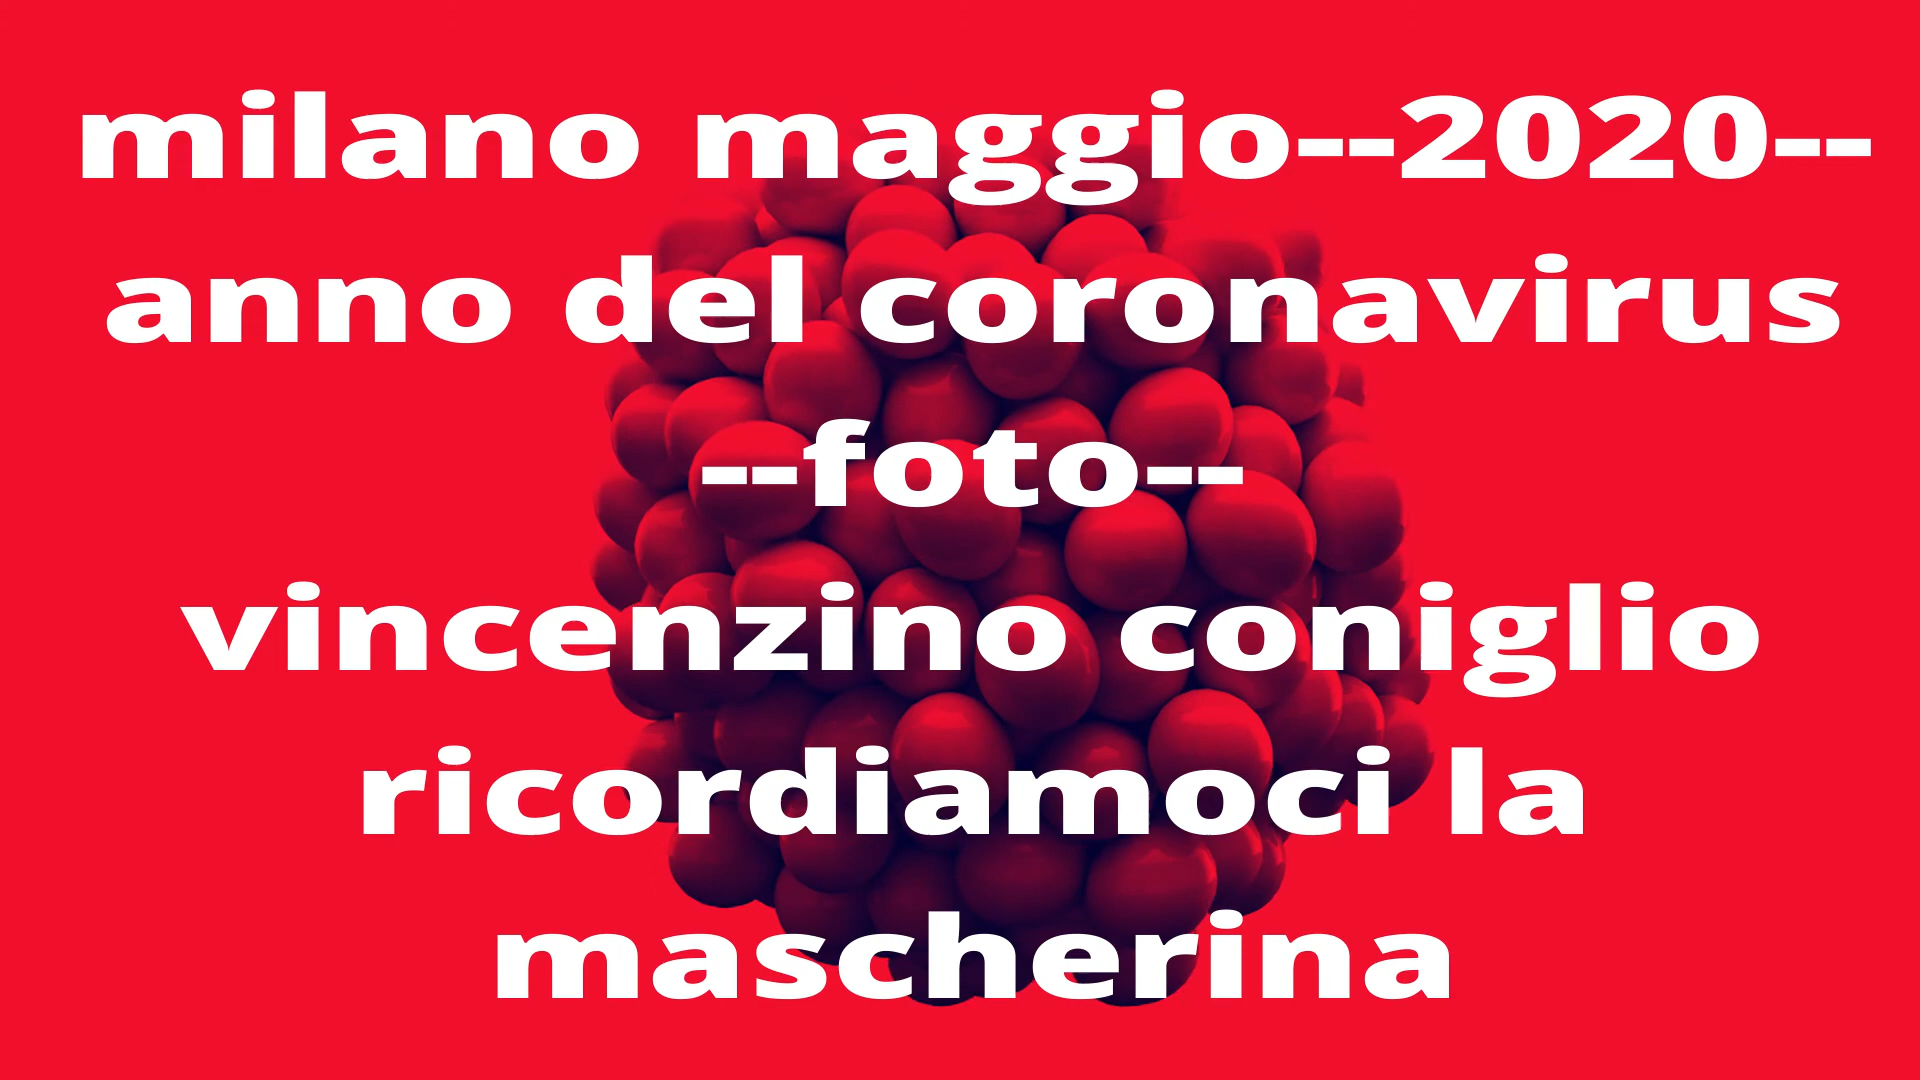 milano maggio--2020--
anno del coronavirus
--foto--
vincenzino coniglio
ricordiamoci la
mascherina